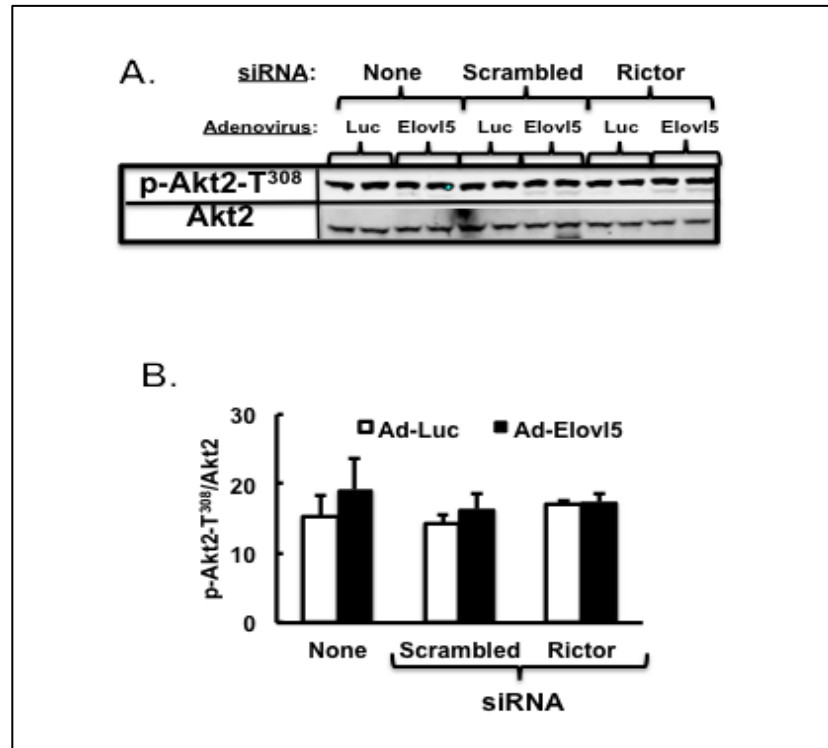 A.
siRNA: None Scrambled Rictor
Adenovirus: Luc Elovl5 Luc Elovl5 Luc Elovl5
p-Akt2-T³⁰⁸
Akt2
B.
30
Ad-Luc Ad-Elovl5
20
10
0
p-Akt2-T³⁰⁸/Akt2
None Scrambled Rictor
siRNA